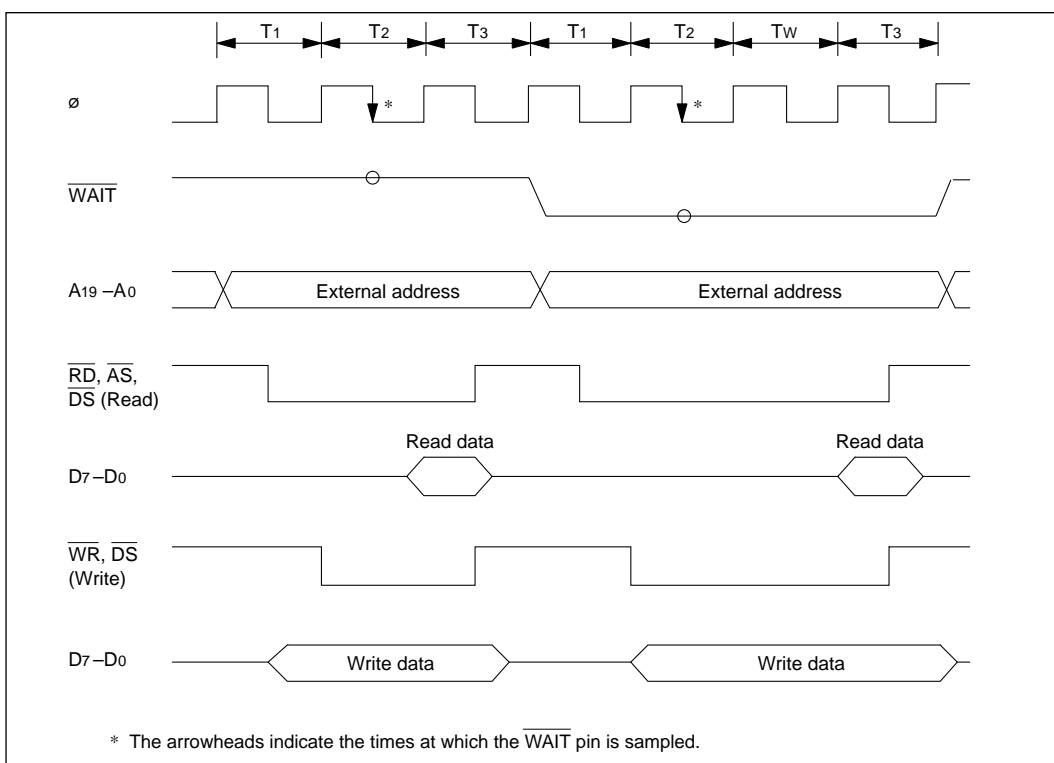 T1 T2 T3 T1 T2 TW T3
ø
* *
WAIT
A19 –A0 External address External address
RD, AS,
DS (Read)
Read data Read data
D7–D0
WR, DS
(Write)
D7–D0 Write data Write data
* The arrowheads indicate the times at which the WAIT pin is sampled.